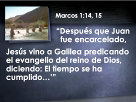 Marcos 1:14, 15
"Después que Juan
fue encarcelado,
Jesús vino a Galilea predicando
el evangelio del reino de Dios,
diciendo: El tiempo se ha
cumplido…'"